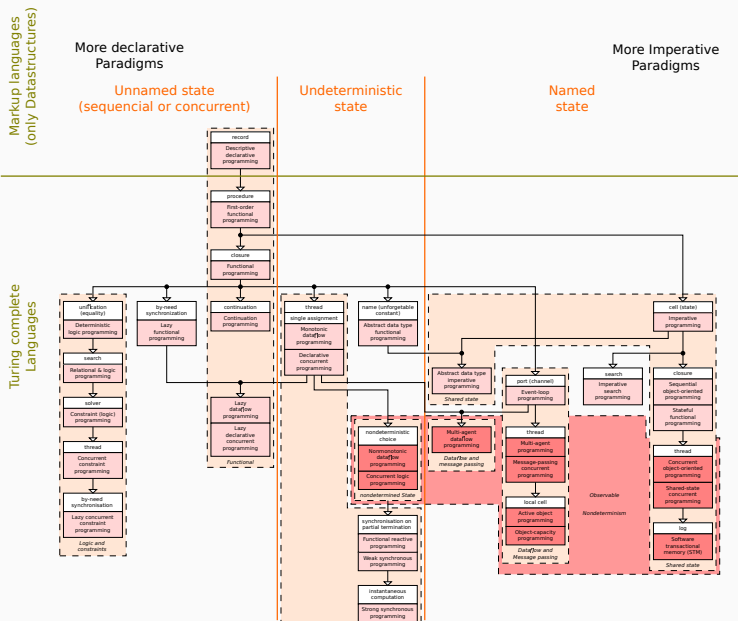 Markup languages
(only Datastructures)
More declarative
Paradigms
More Imperative
Paradigms
Unnamed state
(sequencial or concurrent)
Undeterministic
state
Named
state
Turing complete
Languages
record
Descriptive
declarative
programming
procedure
First-order
functional
programming
closure
Functional
programming
unification
(equality)
Deterministic
logic programming
search
Relational & logic
programming
solver
Constraint (logic)
programming
thread
Concurrent
constraint
programming
by-need
synchronisation
Lazy concurrent
constraint
programming
Logic and
constraints
by-need
synchronization
Lazy
functional
programming
continuation
Continuation
programming
Lazy
dataflow
programming
Lazy
declarative
concurrent
programming
Functional
thread
single assignment
Monotonic
dataflow
programming
Declarative
concurrent
programming
name (unforgetable
constant)
Abstract data type
functional
programming
nondeterministic
choice
Nonmonotonic
dataflow
programming
Concurrent logic
programming
nondetermined State
synchronisation on
partial termination
Functional reactive
programming
Weak synchronous
programming
instantaneous
computation
Strong synchronous
programming
Abstract data type
imperative
programming
Shared state
Multi-agent
dataflow
programming
Dataflow and
message passing
port (channel)
Event-loop
programming
thread
Multi-agent
programming
Message-passing
concurrent
programming
local cell
Active object
programming
Object-capacity
programming
Dataflow and
Message passing
search
Imperative
search
programming
Observable
Nondeterminism
cell (state)
Imperative
programming
closure
Sequential
object-oriented
programming
Stateful
functional
programming
thread
Concurrent
object-oriented
programming
Shared-state
concurrent
programming
log
Software
transactional
memory (STM)
Shared state